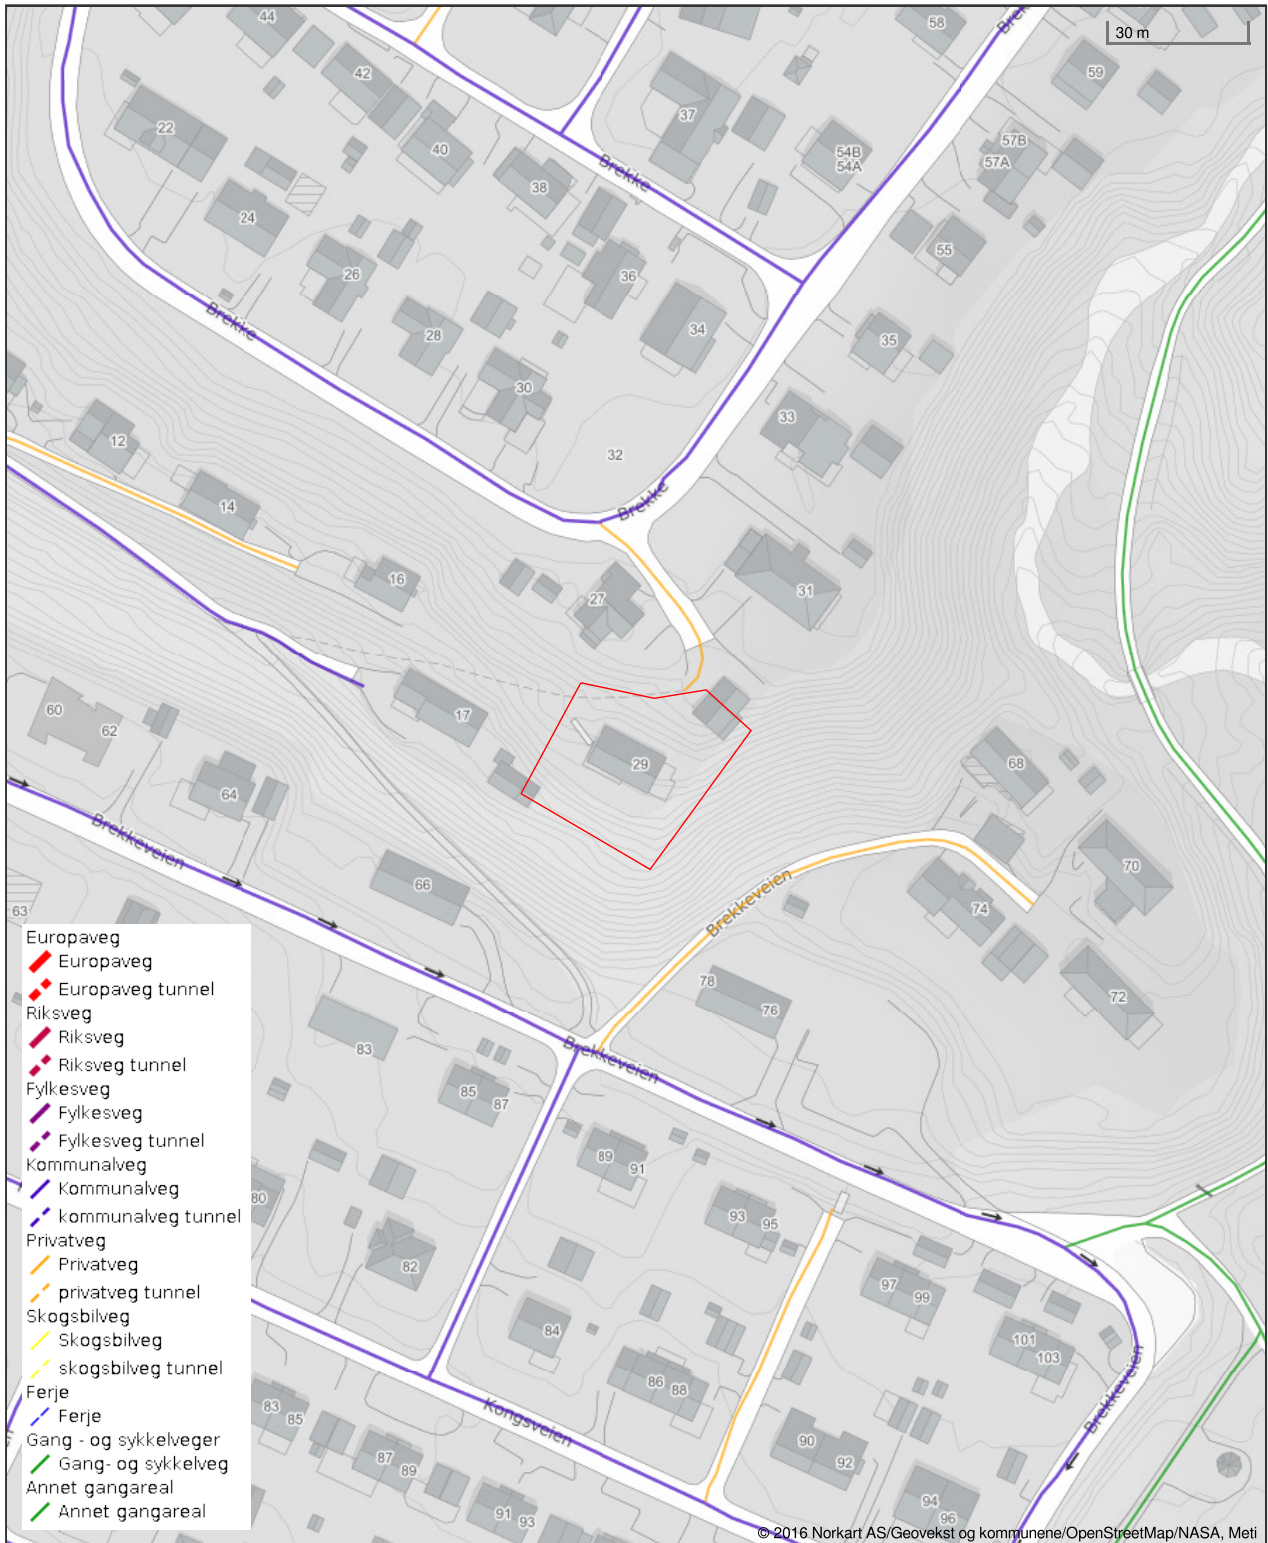 44
58
Brekke
30 m
42
59
22
37
40
54B
54A
57B
57A
Brekke
38
24
55
26
36
Brekke
28
34
35
30
33
12
32
14
Brekke
16
27
31
60
62
17
29
68
64
Brekkeveien
66
70
Brekkeveien
74
63
78
76
72
83
Brekkeveien
85
87
89
91
80
93
95
82
97
99
84
101
103
86
88
Brekkeveien
83
85
Kongsveien
87
89
90
92
91
93
94
96
Europaveg
Europaveg
Europaveg tunnel
Riksveg
Riksveg
Riksveg tunnel
Fylkesveg
Fylkesveg
Fylkesveg tunnel
Kommunalveg
Kommunalveg
kommunalveg tunnel
Privatveg
Privatveg
privatveg tunnel
Skogsbilveg
Skogsbilveg
skogsbilveg tunnel
Ferje
Ferje
Gang - og sykkelveger
Gang- og sykkelveg
Annet gangareal
Annet gangareal
© 2016 Norkart AS/Geovekst og kommunene/OpenStreetMap/NASA, Meti